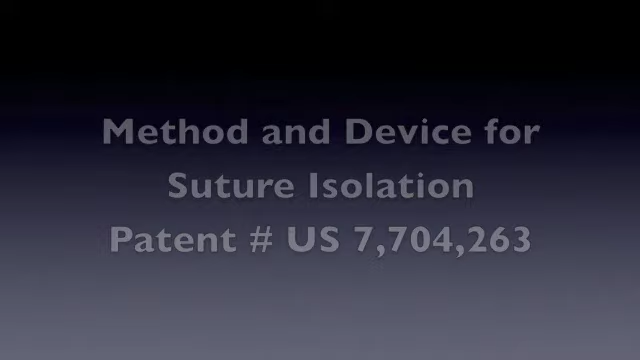 Method and Device for
Suture Isolation
Patent # US 7,704,263